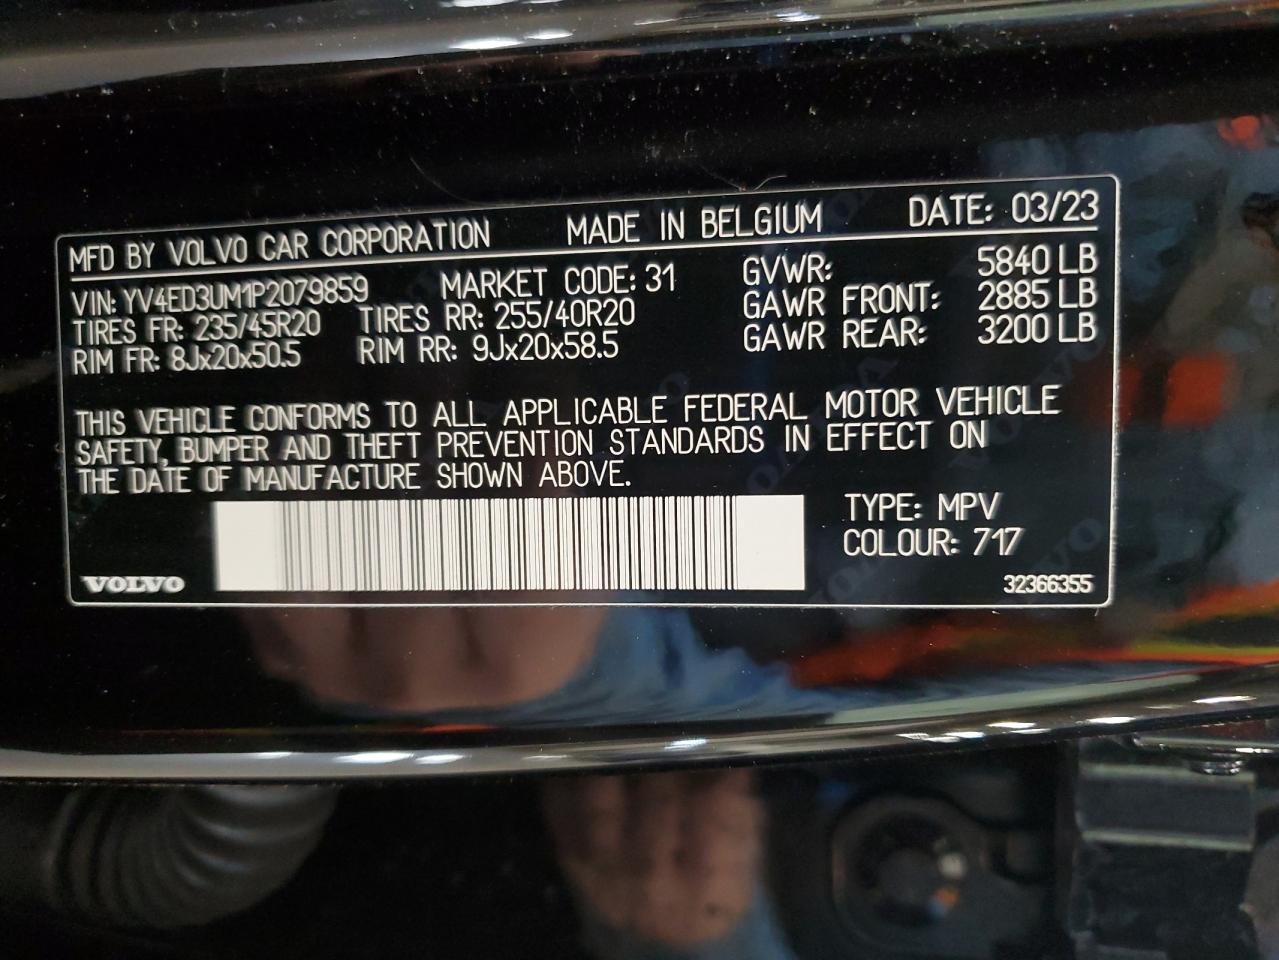 MFD BY VOLVO CAR CORPORATION MADE IN BELGIUM DATE: 03/23
VIN: YV4ED3UM1P2079859 MARKET CODE: 31 GVWR: 5840 LB
TIRES FR: 235/45R20 TIRES RR: 255/40R20 GAWR FRONT: 2885 LB
RIM FR: 8Jx20x50.5 RIM RR: 9Jx20x58.5 GAWR REAR: 3200 LB
THIS VEHICLE CONFORMS TO ALL APPLICABLE FEDERAL MOTOR VEHICLE
SAFETY, BUMPER AND THEFT PREVENTION STANDARDS IN EFFECT ON
THE DATE OF MANUFACTURE SHOWN ABOVE.
TYPE: MPV
COLOUR: 717
VOLVO 32366355